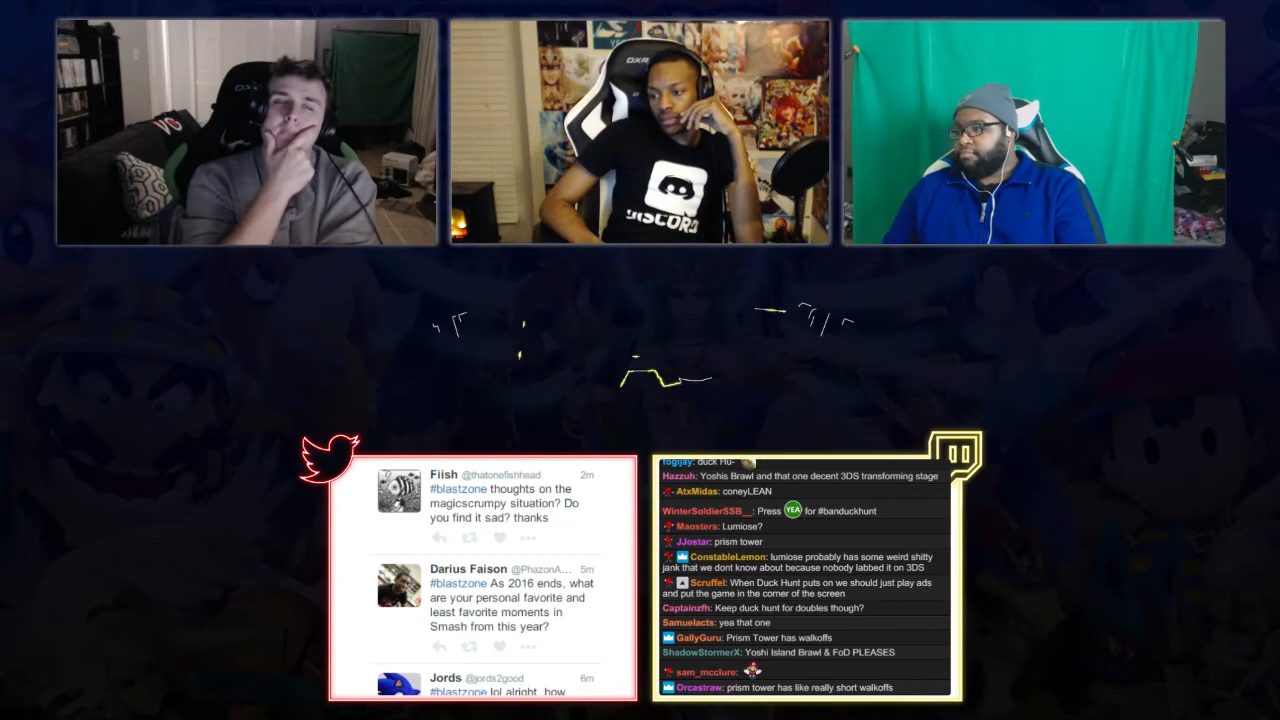 DXR
DXR
DISCORD
Fiish @thatonefishhead 2m
#blastzone thoughts on the
magicscrumpy situation? Do
you find it sad? thanks
Darius Faison @PhazonA... 5m
#blastzone As 2016 ends, what
are your personal favorite and
least favorite moments in
Smash from this year?
Jords @jords2good 6m
#blastzone lol alright, how
fogijay: duck Hu-
Hazzuh: Yoshis Brawl and that one decent 3DS transforming stage
AtxMidas: coneyLEAN
WinterSoldierSSB__: Press YEA for #banduckhunt
Maosters: Lumiose?
JJostar: prism tower
ConstableLemon: lumiose probably has some weird shitty
jank that we dont know about because nobody labbed it on 3DS
Scruffel: When Duck Hunt puts on we should just play ads
and put the game in the corner of the screen
Captainzfh: Keep duck hunt for doubles though?
Samuelacts: yea that one
GallyGuru: Prism Tower has walkoffs
ShadowStormerX: Yoshi Island Brawl & FoD PLEASES
sam_mcclure:
Orcastraw: prism tower has like really short walkoffs